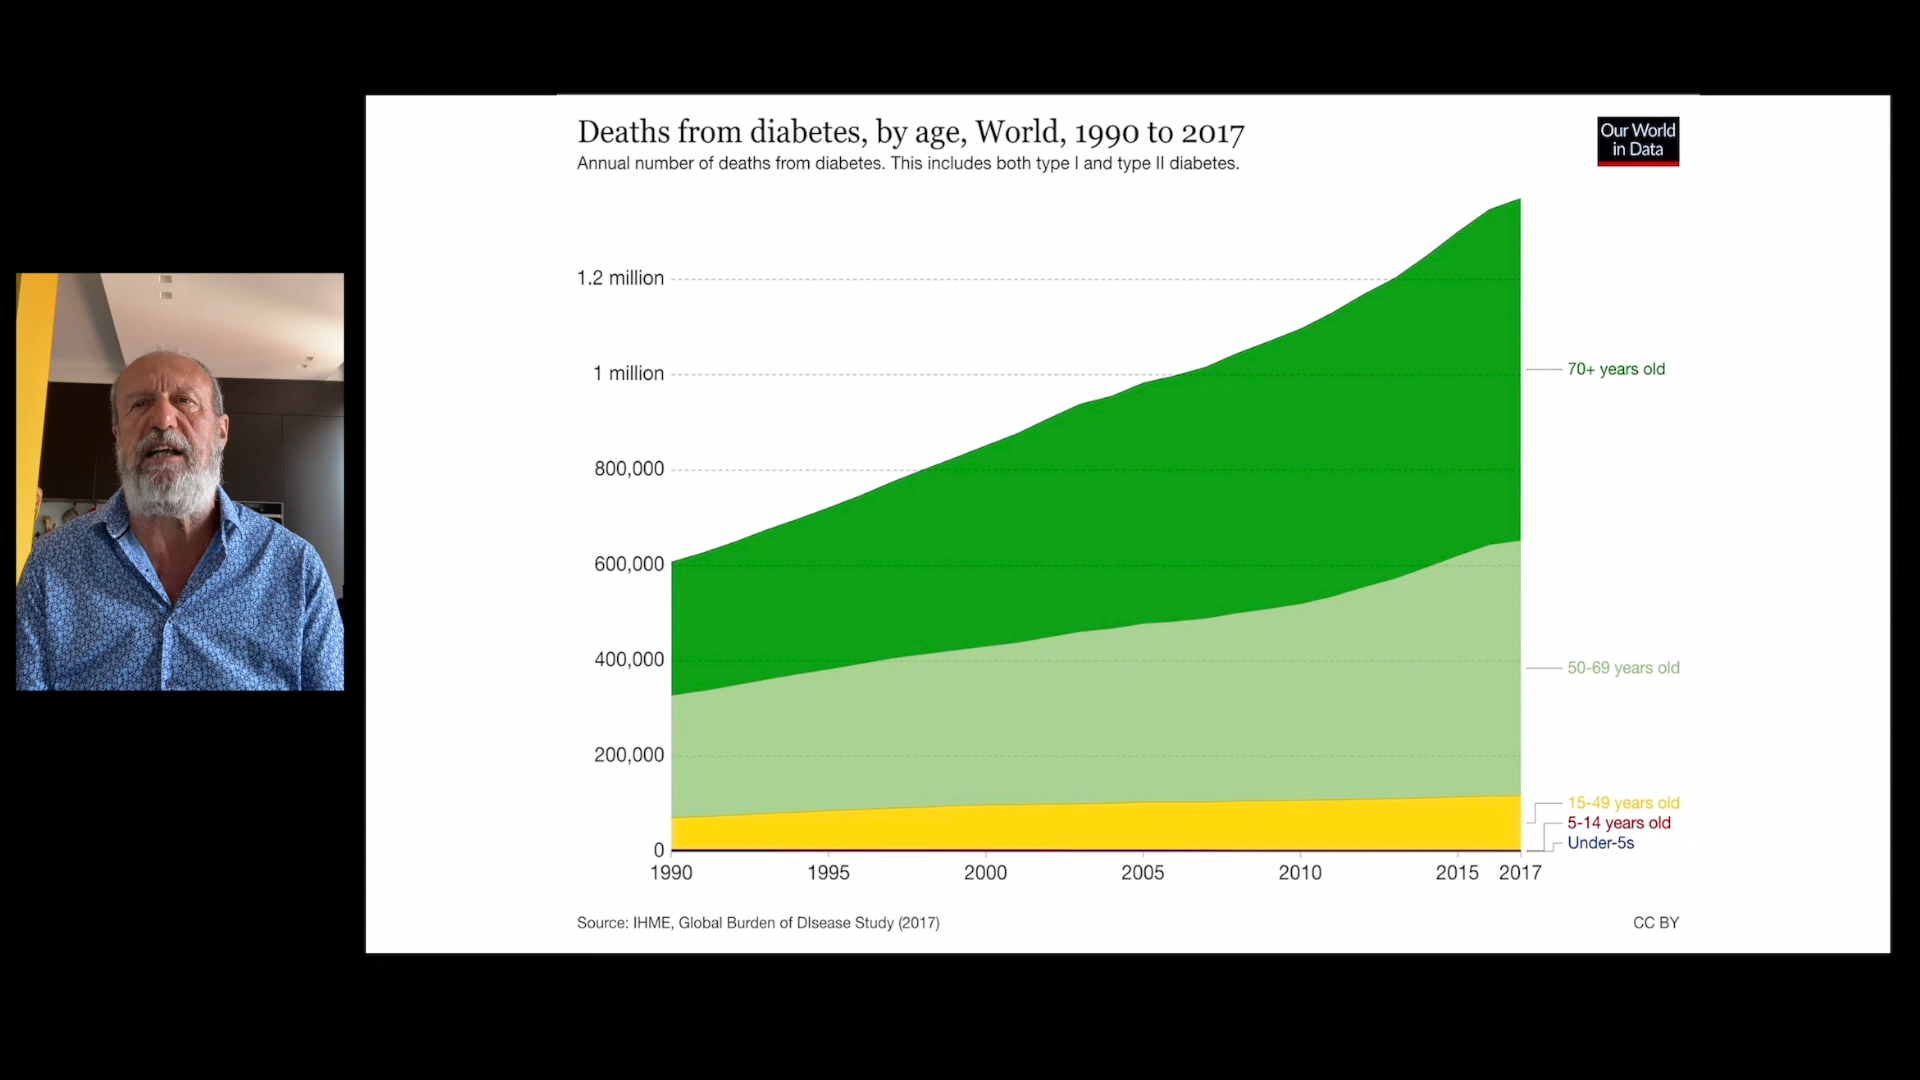 Deaths from diabetes, by age, World, 1990 to 2017
Annual number of deaths from diabetes. This includes both type I and type II diabetes.
Our World
in Data
1.2 million
1 million
800,000
600,000
400,000
200,000
0
70+ years old
50-69 years old
15-49 years old
5-14 years old
Under-5s
1990 1995 2000 2005 2010 2015 2017
Source: IHME, Global Burden of DIsease Study (2017)
CC BY